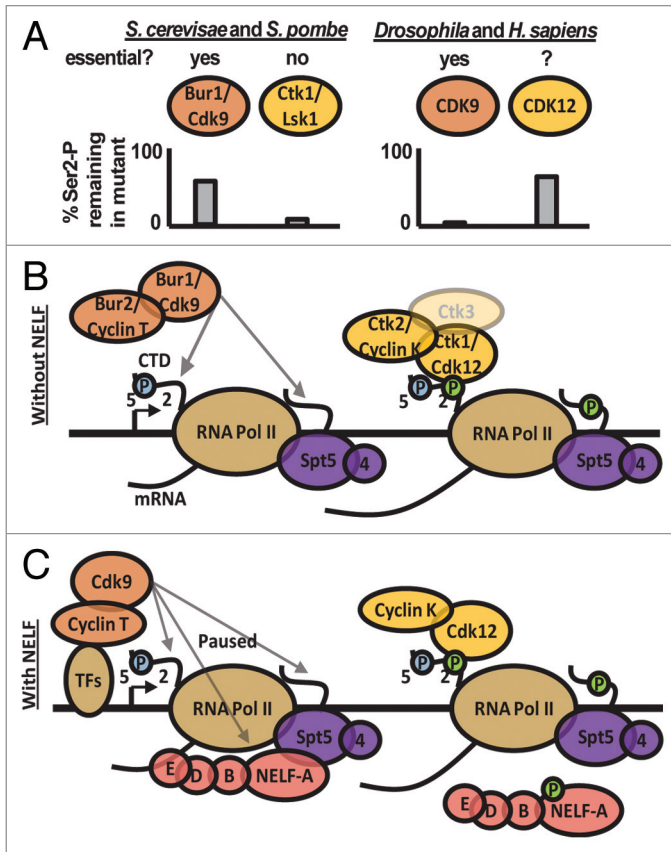 A
S. cerevisae and S. pombe
Drosophila and H. sapiens
essential?
yes
no
yes
?
Bur1/
Cdk9
Ctk1/
Lsk1
CDK9
CDK12
% Ser2-P
remaining
in mutant
100
0
100
0
B
Without NELF
Bur1/
Cdk9
Bur2/
Cyclin T
CTD
P
5
2
RNA Pol II
Spt5
4
mRNA
Ctk3
Ctk2/
Cyclin K
Ctk1/
Cdk12
P
P
5
2
P
RNA Pol II
Spt5
4
C
With NELF
Cdk9
Cyclin T
TFs
Paused
P
5
2
RNA Pol II
Spt5
4
E
D
B
NELF-A
Cyclin K
Cdk12
P
P
5
2
P
RNA Pol II
Spt5
4
P
E
D
B
NELF-A